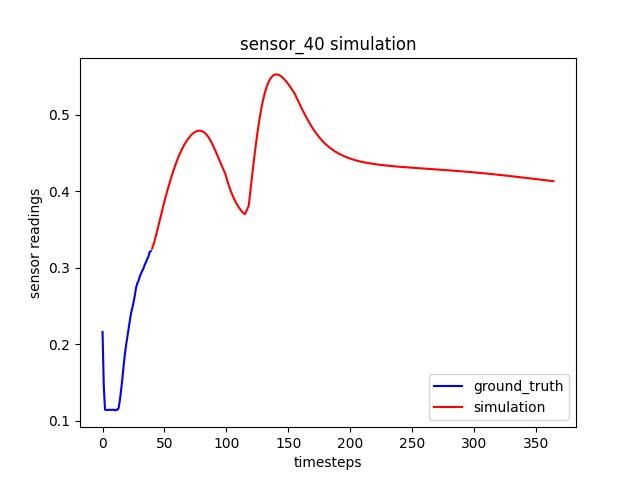 sensor_40 simulation
sensor readings
0.5
0.4
0.3
0.2
0.1
0 50 100 150 200 250 300 350
timesteps
ground_truth
simulation